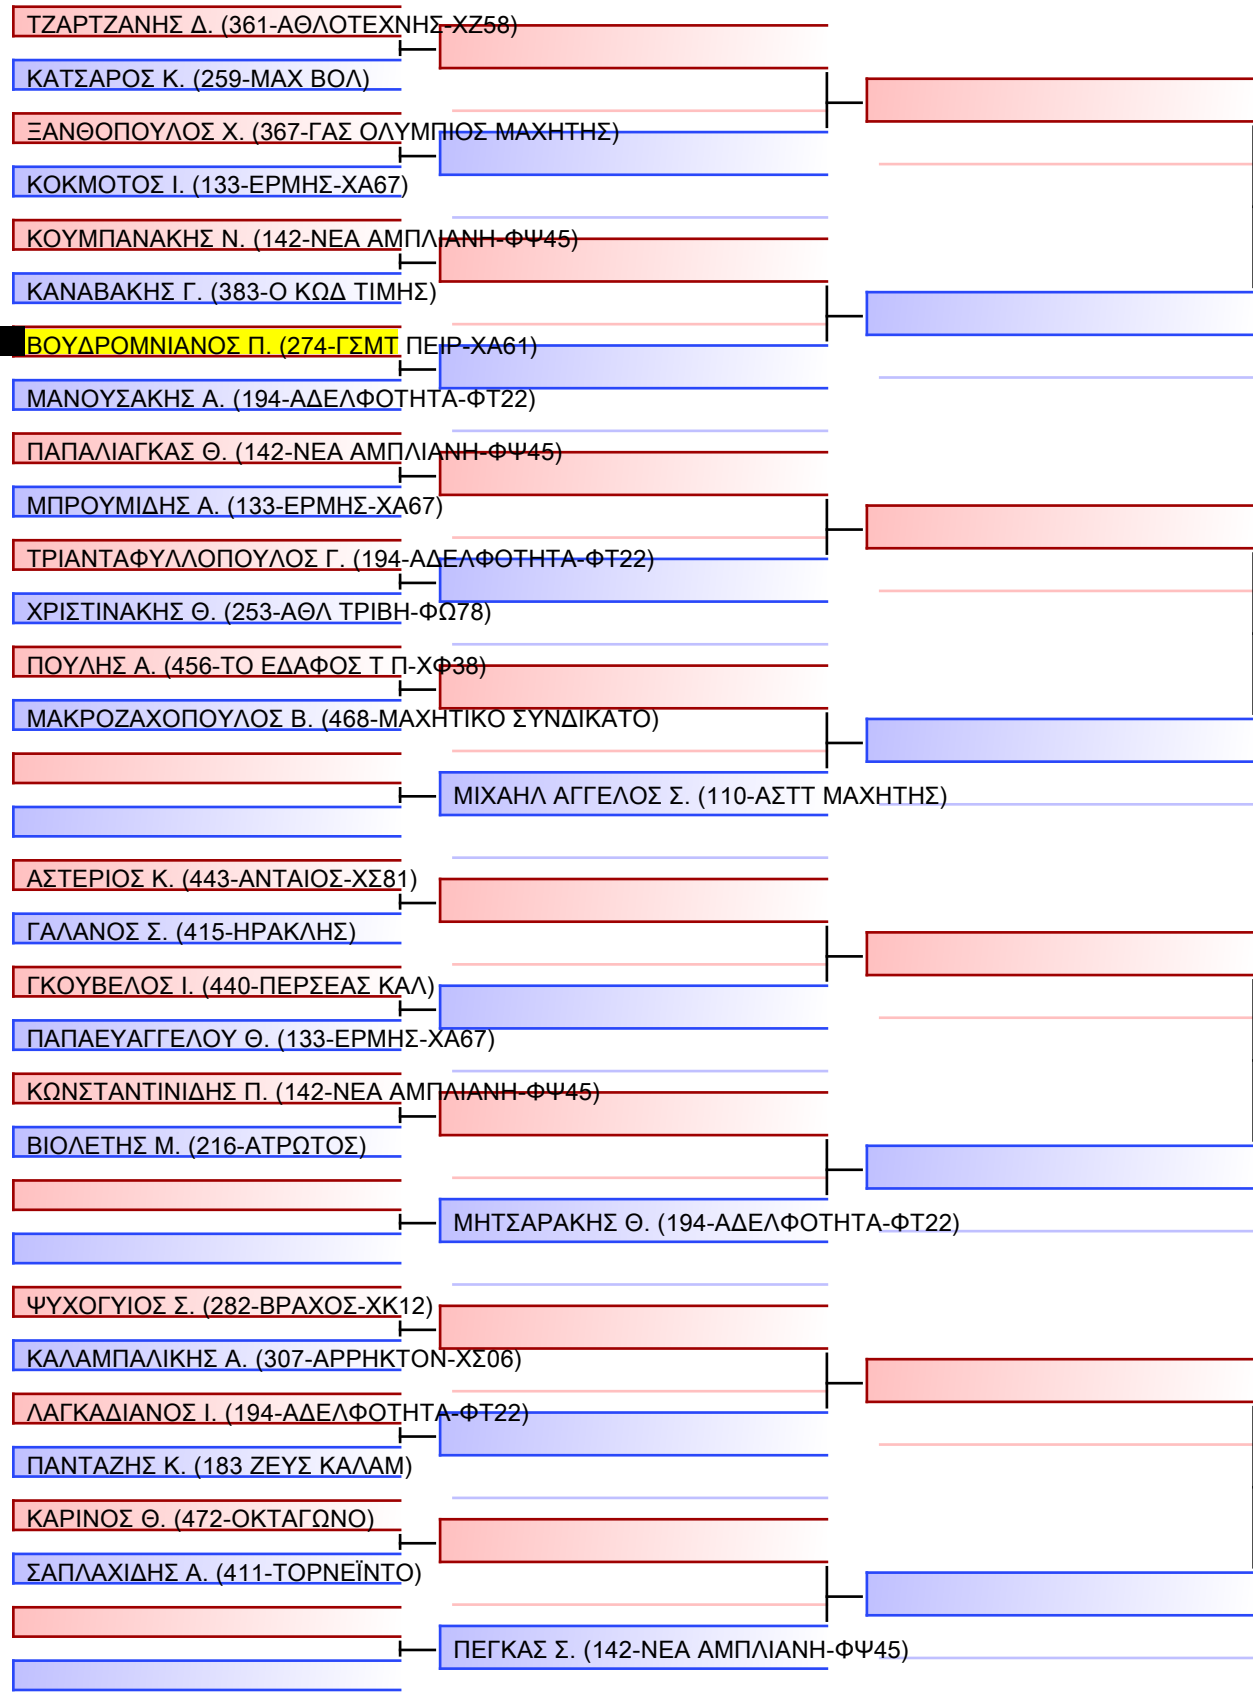 ΤΖΑΡΤΖΑΝΗΣ Δ. (361-ΑΘΛΟΤΕΧΝΗΣ-ΧΖ58)
ΚΑΤΣΑΡΟΣ Κ. (259-ΜΑΧ ΒΟΛ)
ΞΑΝΘΟΠΟΥΛΟΣ Χ. (367-ΓΑΣ ΟΛΥΜΠΙΟΣ ΜΑΧΗΤΗΣ)
ΚΟΚΜΟΤΟΣ Ι. (133-ΕΡΜΗΣ-ΧΑ67)
ΚΟΥΜΠΑΝΑΚΗΣ Ν. (142-ΝΕΑ ΑΜΠΛΙΑΝΗ-ΦΨ45)
ΚΑΝΑΒΑΚΗΣ Γ. (383-Ο ΚΩΔ ΤΙΜΗΣ)
ΒΟΥΔΡΟΜΝΙΑΝΟΣ Π. (274-ΓΣΜΤ ΠΕΙΡ-ΧΑ61)
ΜΑΝΟΥΣΑΚΗΣ Α. (194-ΑΔΕΛΦΟΤΗΤΑ-ΦΤ22)
ΠΑΠΑΛΙΑΓΚΑΣ Θ. (142-ΝΕΑ ΑΜΠΛΙΑΝΗ-ΦΨ45)
ΜΠΡΟΥΜΙΔΗΣ Α. (133-ΕΡΜΗΣ-ΧΑ67)
ΤΡΙΑΝΤΑΦΥΛΛΟΠΟΥΛΟΣ Γ. (194-ΑΔΕΛΦΟΤΗΤΑ-ΦΤ22)
ΧΡΙΣΤΙΝΑΚΗΣ Θ. (253-ΑΘΛ ΤΡΙΒΗ-ΦΩ78)
ΠΟΥΛΗΣ Α. (456-ΤΟ ΕΔΑΦΟΣ Τ Π-ΧΦ38)
ΜΑΚΡΟΖΑΧΟΠΟΥΛΟΣ Β. (468-ΜΑΧΗΤΙΚΟ ΣΥΝΔΙΚΑΤΟ)
ΜΙΧΑΗΛ ΑΓΓΕΛΟΣ Σ. (110-ΑΣΤΤ ΜΑΧΗΤΗΣ)
ΑΣΤΕΡΙΟΣ Κ. (443-ΑΝΤΑΙΟΣ-ΧΣ81)
ΓΑΛΑΝΟΣ Σ. (415-ΗΡΑΚΛΗΣ)
ΓΚΟΥΒΕΛΟΣ Ι. (440-ΠΕΡΣΕΑΣ ΚΑΛ)
ΠΑΠΑΕΥΑΓΓΕΛΟΥ Θ. (133-ΕΡΜΗΣ-ΧΑ67)
ΚΩΝΣΤΑΝΤΙΝΙΔΗΣ Π. (142-ΝΕΑ ΑΜΠΛΙΑΝΗ-ΦΨ45)
ΒΙΟΛΕΤΗΣ Μ. (216-ΑΤΡΩΤΟΣ)
ΜΗΤΣΑΡΑΚΗΣ Θ. (194-ΑΔΕΛΦΟΤΗΤΑ-ΦΤ22)
ΨΥΧΟΓΥΙΟΣ Σ. (282-ΒΡΑΧΟΣ-ΧΚ12)
ΚΑΛΑΜΠΑΛΙΚΗΣ Α. (307-ΑΡΡΗΚΤΟΝ-ΧΣ06)
ΛΑΓΚΑΔΙΑΝΟΣ Ι. (194-ΑΔΕΛΦΟΤΗΤΑ-ΦΤ22)
ΠΑΝΤΑΖΗΣ Κ. (183 ΖΕΥΣ ΚΑΛΑΜ)
ΚΑΡΙΝΟΣ Θ. (472-ΟΚΤΑΓΩΝΟ)
ΣΑΠΛΑΧΙΔΗΣ Α. (411-ΤΟΡΝΕΪΝΤΟ)
ΠΕΓΚΑΣ Σ. (142-ΝΕΑ ΑΜΠΛΙΑΝΗ-ΦΨ45)